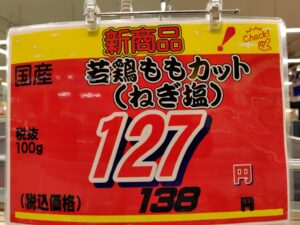 新商品
Check!
国産
若鶏ももカット
(ねぎ塩)
税抜
100g
127
円
(税込価格)
138
円